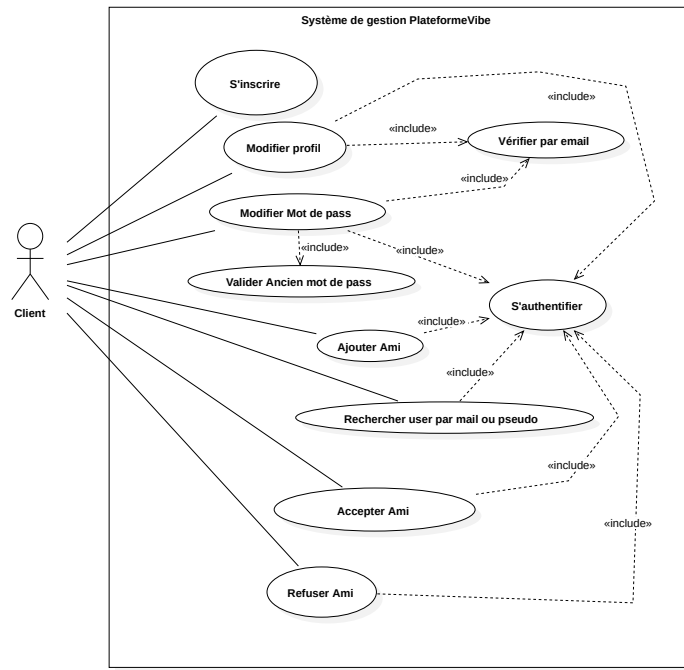 Système de gestion PlateformeVibe
S'inscrire
«include»
Modifier profil
«include»
Vérifier par email
Modifier Mot de pass
«include»
«include»
«include»
Valider Ancien mot de pass
S'authentifier
Client
«include»
Ajouter Ami
«include»
Rechercher user par mail ou pseudo
«include»
Accepter Ami
«include»
Refuser Ami